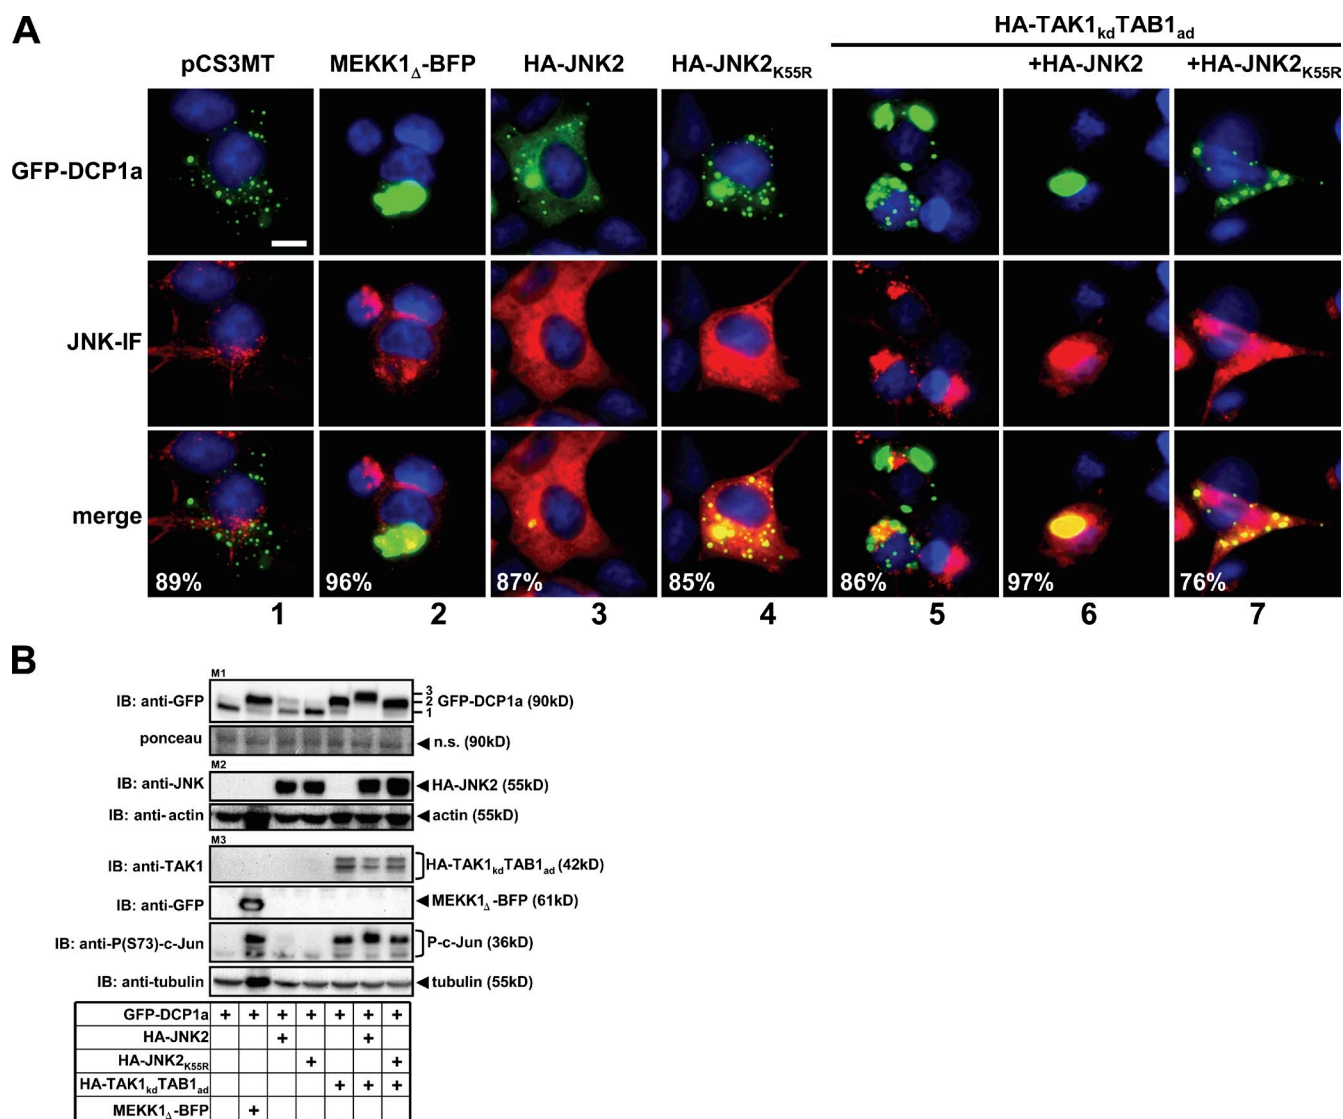 A
HA-TAK1kdTAB1ad
pCS3MT MEKK1Δ-BFP HA-JNK2 HA-JNK2K55R +HA-JNK2 +HA-JNK2K55R
GFP-DCP1a
JNK-IF
merge
89% 96% 87% 85% 86% 97% 76%
1 2 3 4 5 6 7
B
M1
IB: anti-GFP 3 2 1 GFP-DCP1a (90kD)
ponceau n.s. (90kD)
M2
IB: anti-JNK HA-JNK2 (55kD)
IB: anti-actin actin (55kD)
M3
IB: anti-TAK1 HA-TAK1kdTAB1ad (42kD)
IB: anti-GFP MEKK1Δ-BFP (61kD)
IB: anti-P(S73)-c-Jun P-c-Jun (36kD)
IB: anti-tubulin tubulin (55kD)
GFP-DCP1a + + + + + + +
HA-JNK2 + +
HA-JNK2K55R + +
HA-TAK1kdTAB1ad + + +
MEKK1Δ-BFP +